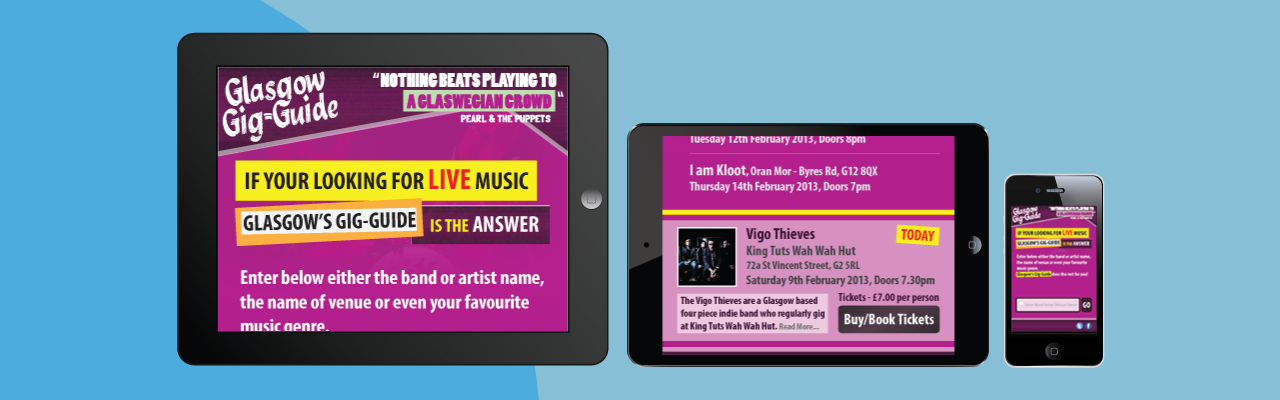 Glasgow
Gig-Guide
“NOTHING BEATS PLAYING TO
A GLASWEGIAN CROWD “
PEARL & THE PUPPETS
IF YOUR LOOKING FOR LIVE MUSIC
GLASGOW'S GIG-GUIDE IS THE ANSWER
Enter below either the band or artist name,
the name of venue or even your favourite
music genre.
Tuesday 12th February 2013, Doors 8pm
I am Kloot, Oran Mor - Byres Rd, G12 8QX
Thursday 14th February 2013, Doors 7pm
Vigo Thieves
TODAY
King Tuts Wah Wah Hut
72a St Vincent Street, G2 5RL
Saturday 9th February 2013, Doors 7.30pm
The Vigo Thieves are a Glasgow based
four piece indie band who regularly gig
at King Tuts Wah Wah Hut. Read More...
Tickets - £7.00 per person
Buy/Book Tickets
Glasgow
Gig-Guide
NOTHING BEATS PLAYING TO
IF YOUR LOOKING FOR LIVE MUSIC
GLASGOW'S GIG-GUIDE IS THE ANSWER
Enter below either the band or artist name,
the name of venue or even your favourite
music genre.
Glasgow's Gig-Guide does the rest for you!
GO